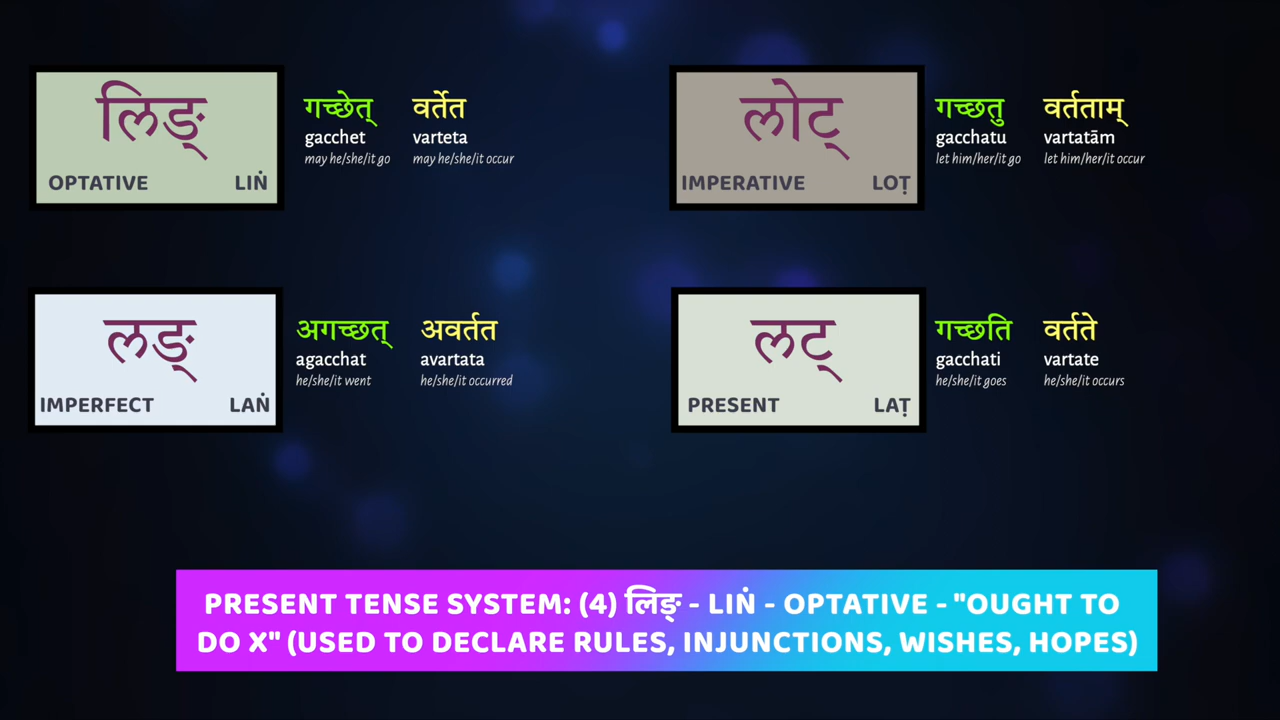 लिङ्
OPTATIVE LIṄ
गच्छेत् वर्तेत
gacchet varteta
may he/she/it go may he/she/it occur
लोट्
IMPERATIVE LOṬ
गच्छतु वर्तताम्
gacchatu vartatām
let him/her/it go let him/her/it occur
लङ्
IMPERFECT LAṄ
अगच्छत् अवर्तत
agacchat avartata
he/she/it went he/she/it occurred
लट्
PRESENT LAṬ
गच्छति वर्तते
gacchati vartate
he/she/it goes he/she/it occurs
PRESENT TENSE SYSTEM: (4) लिङ् - LIṄ - OPTATIVE - "OUGHT TO
DO X" (USED TO DECLARE RULES, INJUNCTIONS, WISHES, HOPES)